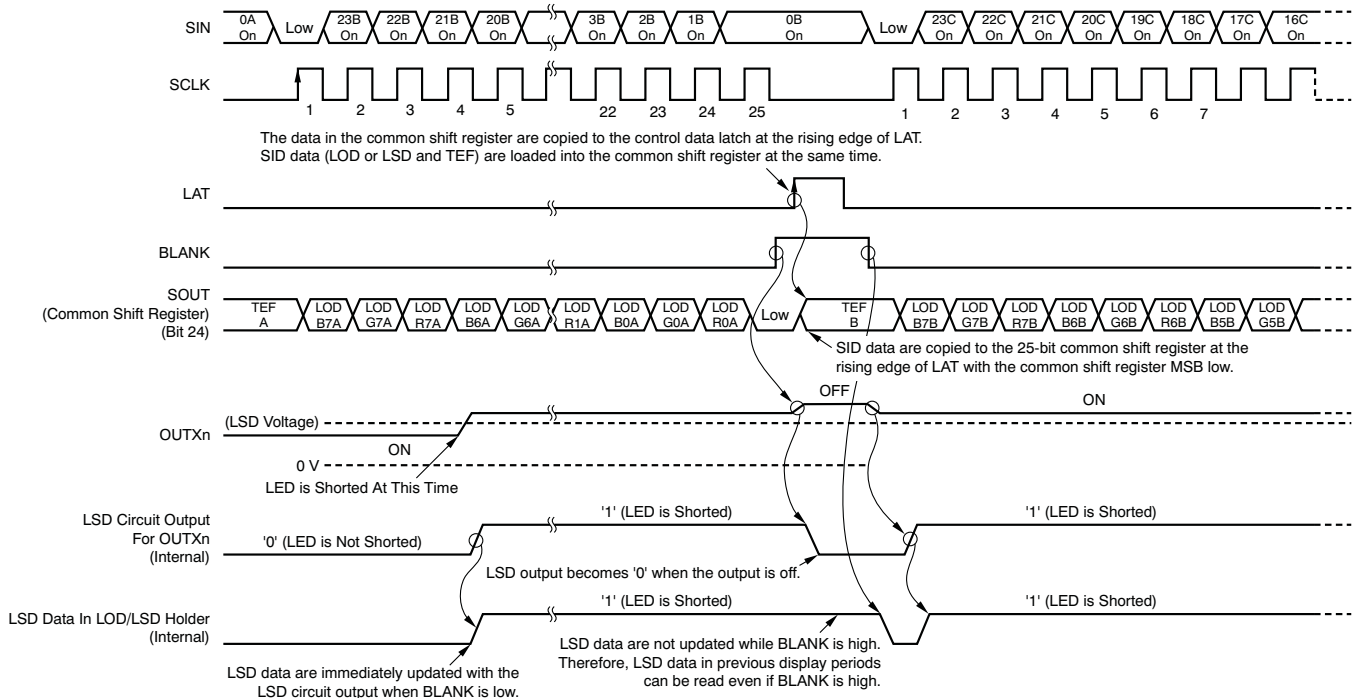 SIN
0A On
Low
23B On
22B On
21B On
20B On
3B On
2B On
1B On
0B On
Low
23C On
22C On
21C On
20C On
19C On
18C On
17C On
16C On
SCLK
1 2 3 4 5 22 23 24 25 1 2 3 4 5 6 7
The data in the common shift register are copied to the control data latch at the rising edge of LAT.
SID data (LOD or LSD and TEF) are loaded into the common shift register at the same time.
LAT
BLANK
SOUT
(Common Shift Register)
(Bit 24)
TEF A
LOD B7A
LOD G7A
LOD R7A
LOD B6A
LOD G6A
LOD R1A
LOD B0A
LOD G0A
LOD R0A
Low
TEF B
LOD B7B
LOD G7B
LOD R7B
LOD B6B
LOD G6B
LOD R6B
LOD B5B
LOD G5B
SID data are copied to the 25-bit common shift register at the
rising edge of LAT with the common shift register MSB low.
OFF
ON
(LSD Voltage)
OUTXn
ON
0 V
LED is Shorted At This Time
LSD Circuit Output
For OUTXn
(Internal)
'0' (LED is Not Shorted)
'1' (LED is Shorted)
'1' (LED is Shorted)
LSD output becomes '0' when the output is off.
LSD Data In LOD/LSD Holder
(Internal)
'1' (LED is Shorted)
'1' (LED is Shorted)
LSD data are immediately updated with the
LSD circuit output when BLANK is low.
LSD data are not updated while BLANK is high.
Therefore, LSD data in previous display periods
can be read even if BLANK is high.